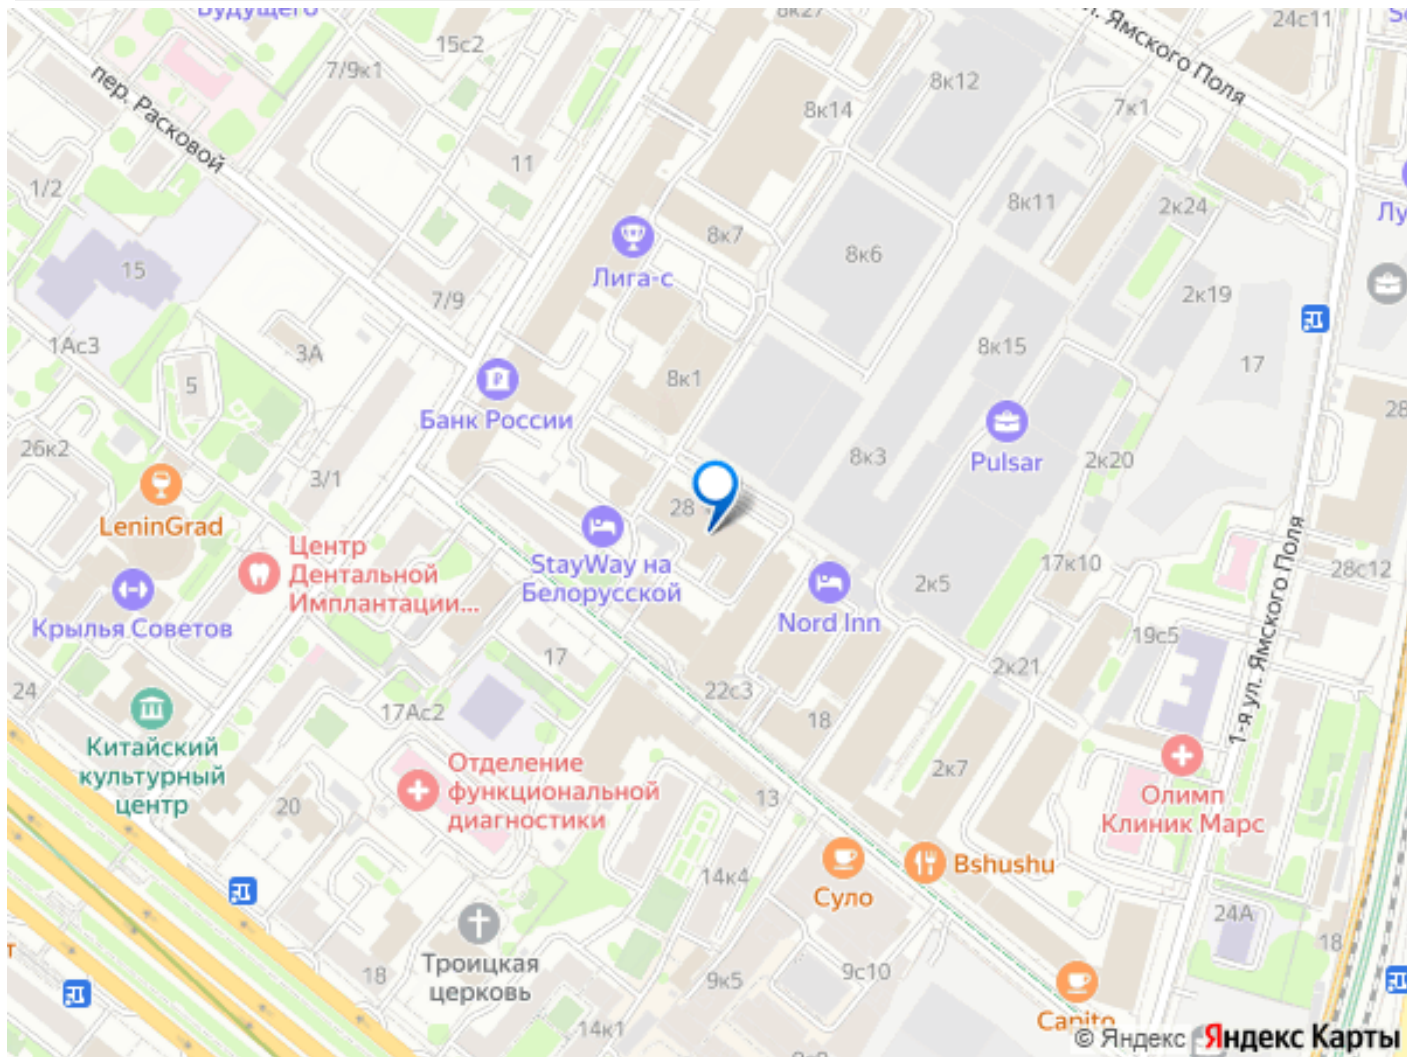 Будущего
8к27
л. Ямского Поля
24с11
15с2
7/9к1
8к12
8к14
7к1
пер. Расковой
11
1/2
8к11
2к24
Лу
8к7
8к6
Лига-с
15
7/9
2к19
1Ас3
3А
8к15
17
5
8к1
Банк России
28
26к2
8к3
Pulsar
2к20
3/1
28
LeninGrad
Центр
Дентальной
Имплантации...
StayWay на
Белорусской
17к10
28с12
2к5
Крылья Советов
Nord Inn
19с5
17
2к21
1-я ул. Ямского Поля
24
22с3
17Ас2
18
Китайский
культурный
центр
Отделение
функциональной
диагностики
2к7
20
13
Олимп
Клиник Марс
Bshushu
14к4
Суло
24А
18
т
Троицкая
церковь
18
9к5
9с10
14к1
Capito
© Яндекс Яндекс Карты